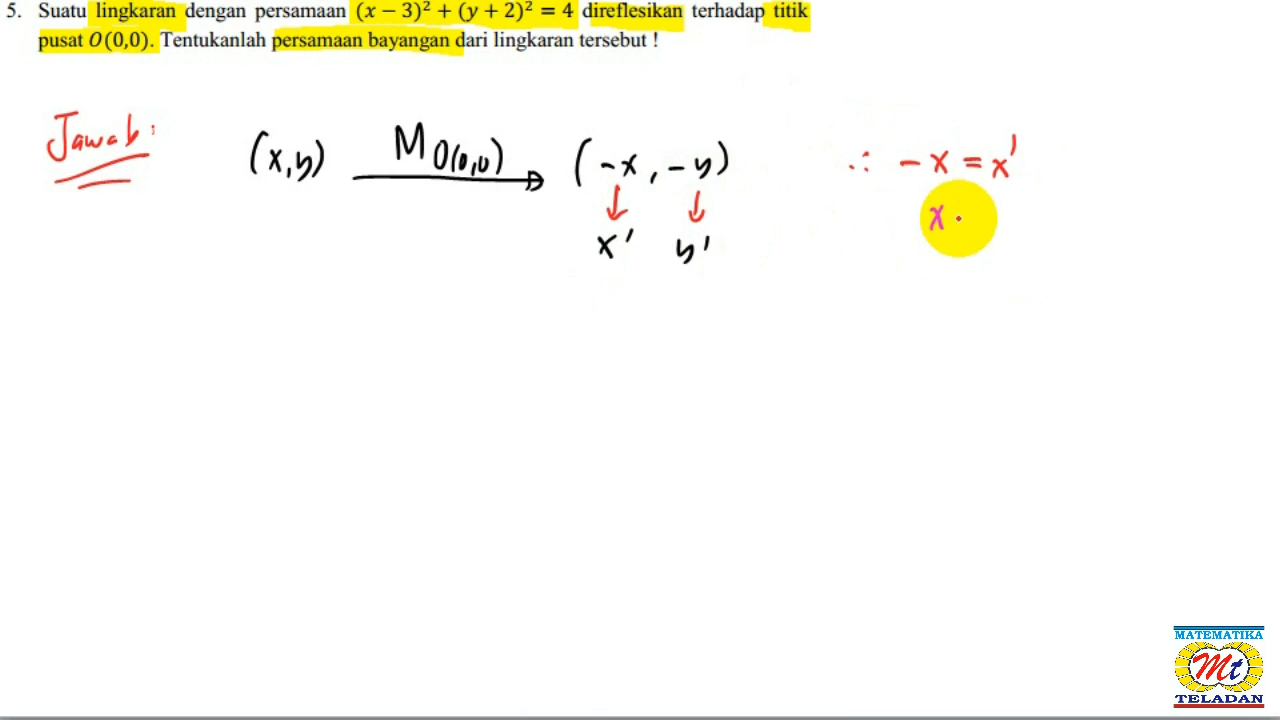 5. Suatu lingkaran dengan persamaan (x − 3)² + (y + 2)² = 4 direflesikan terhadap titik
pusat O(0,0). Tentukanlah persamaan bayangan dari lingkaran tersebut !
Jawab :
(x,y) M O(0,0) (-x, -y) ∴ -x = x'
x' y' x
MATEMATIKA
Mt
TELADAN